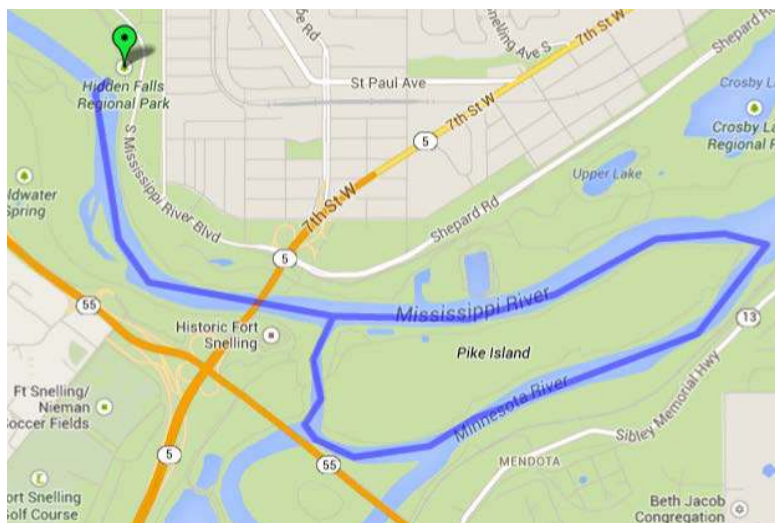 Hidden Falls
Regional Park
St Paul Ave
7th St W
Shepard Rd
Crosby
Crosby La
Regional
5
7th St W
S Mississippi River Blvd
Upper Lake
Spring
7th St W
Shepard Rd
5
55
Historic Fort
Snelling
Mississippi River
Pike Island
13
Ft Snelling/
Nieman
Soccer Fields
Minnesota River
Sibley Memorial Hwy
5
55
MENDOTA
ort Snelling
Golf Course
Beth Jacob
Congregation